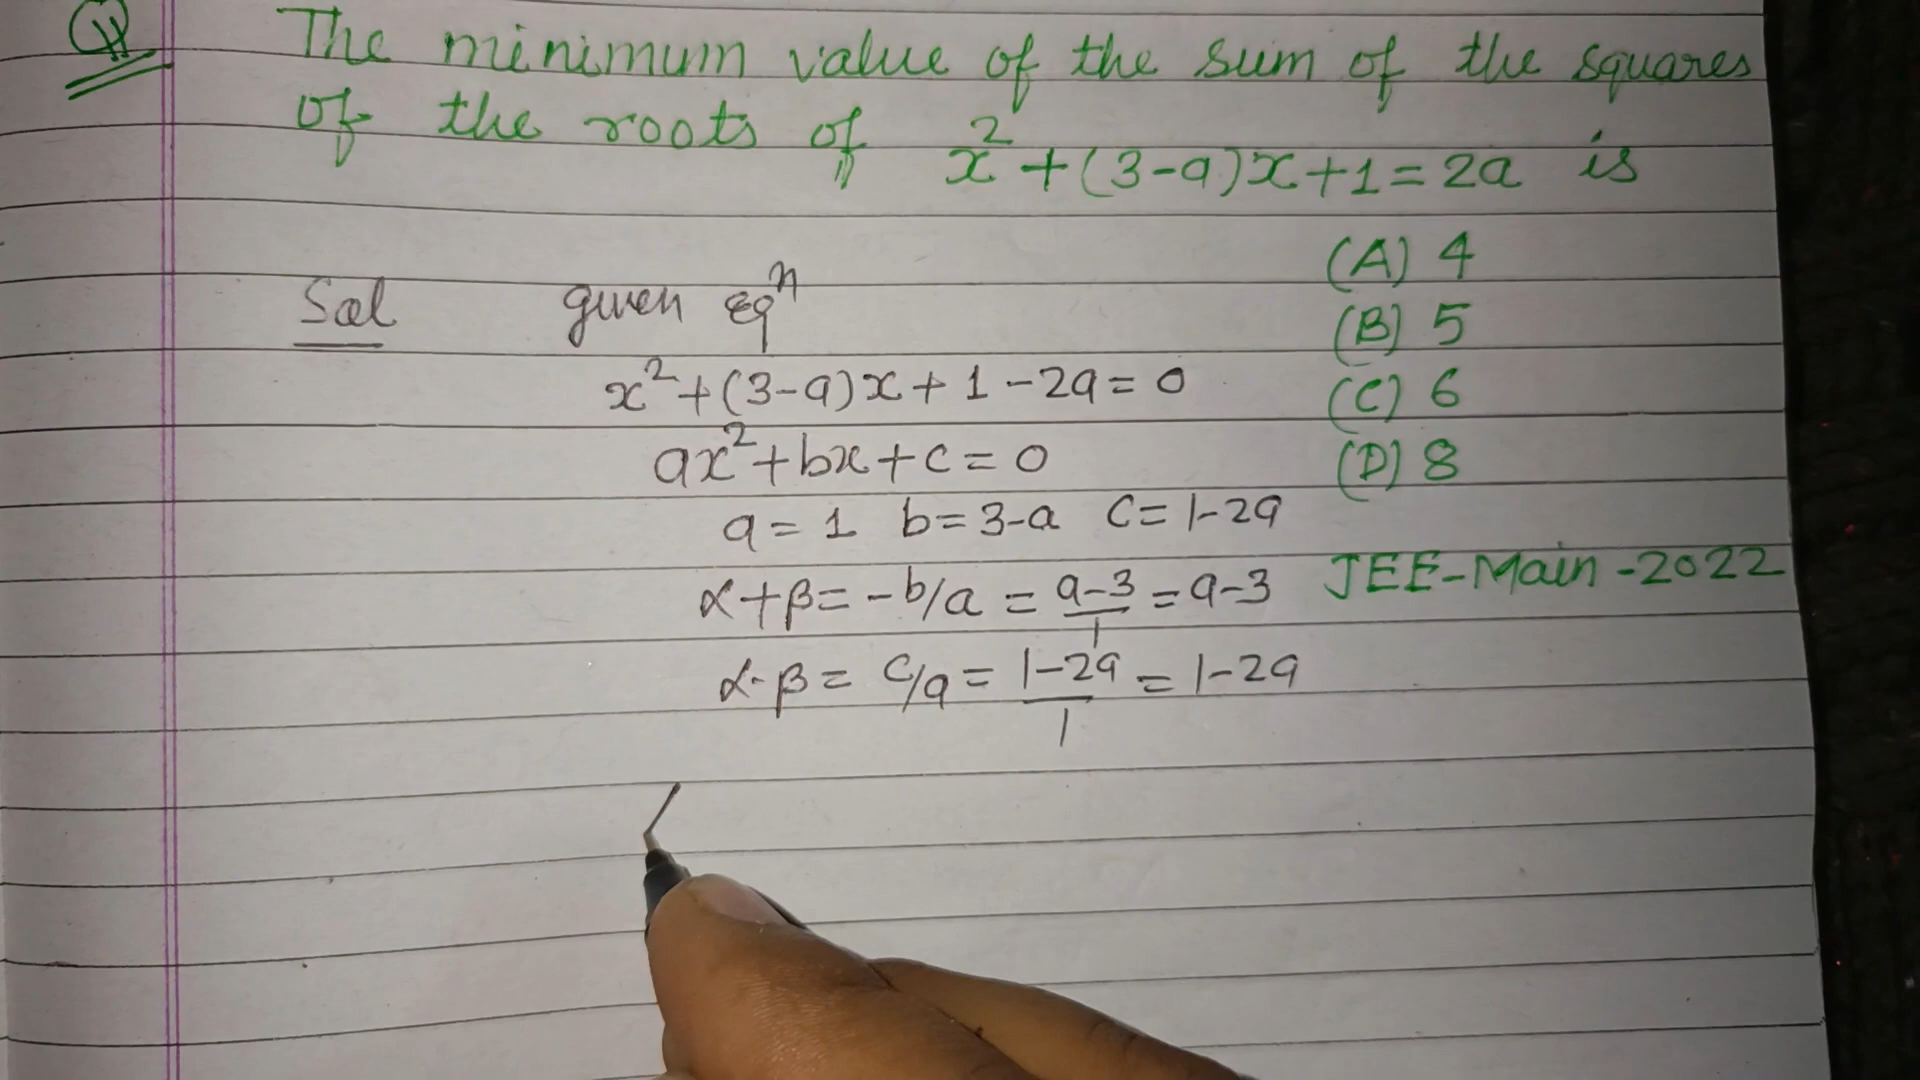 Q
The minimum value of the sum of the squares
of the roots of x²+(3-a)x+1=2a is
(A) 4
(B) 5
(C) 6
(D) 8
JEE-Main-2022
Sol given eqⁿ
x²+(3-a)x+1-2a=0
ax²+bx+c=0
a=1 b=3-a c=1-2a
α+β=-b/a=a-3/1=a-3
α·β=c/a=1-2a/1=1-2a